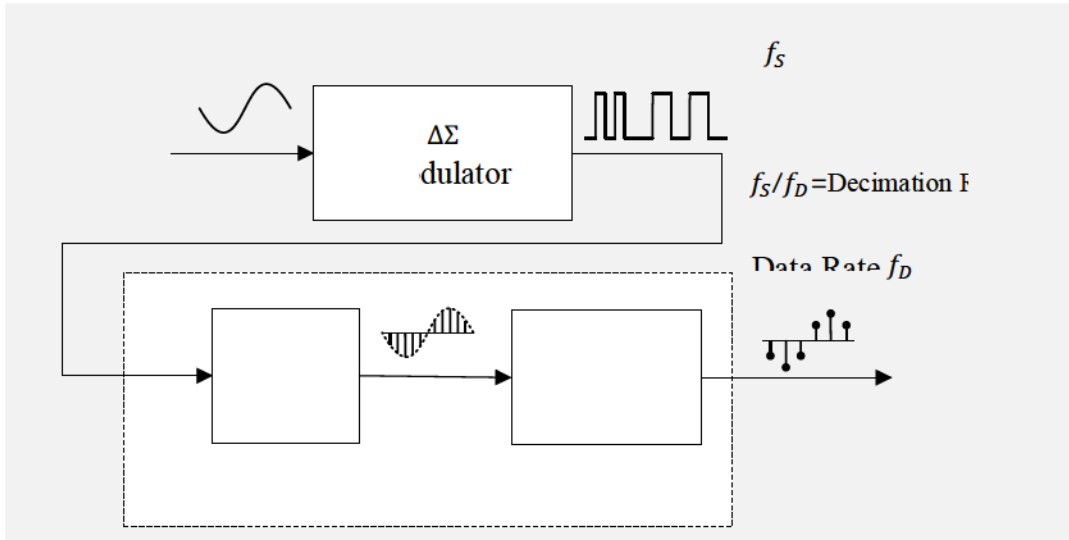 f_S
ΔΣ
dulator
f_S/f_D=Decimation
Data Rate f_D